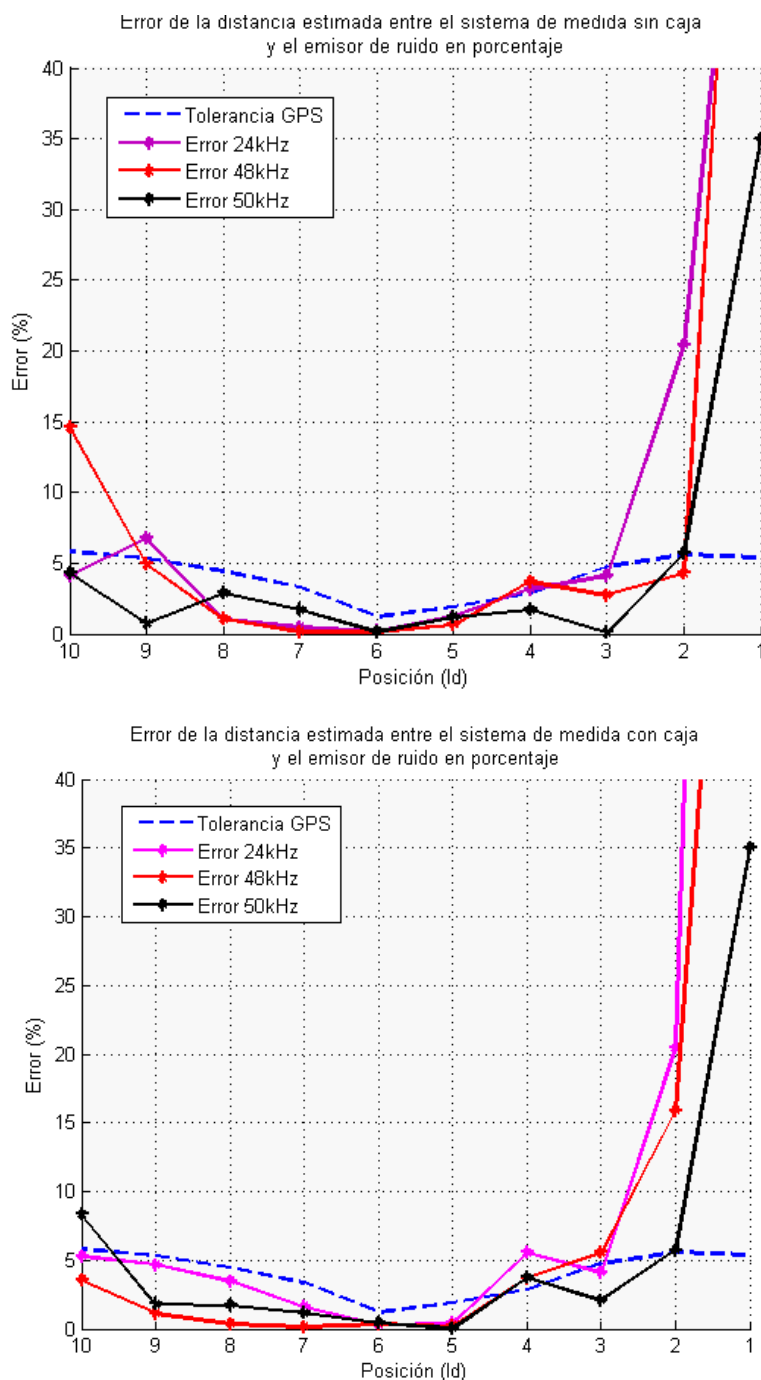 Error de la distancia estimada entre el sistema de medida sin caja
y el emisor de ruido en porcentaje
40
35
30
25
20
15
10
5
0
Error (%)
Tolerancia GPS
Error 24kHz
Error 48kHz
Error 50kHz
10 9 8 7 6 5 4 3 2 1
Posición (Id)
Error de la distancia estimada entre el sistema de medida con caja
y el emisor de ruido en porcentaje
40
35
30
25
20
15
10
5
0
Error (%)
Tolerancia GPS
Error 24kHz
Error 48kHz
Error 50kHz
10 9 8 7 6 5 4 3 2 1
Posición (Id)